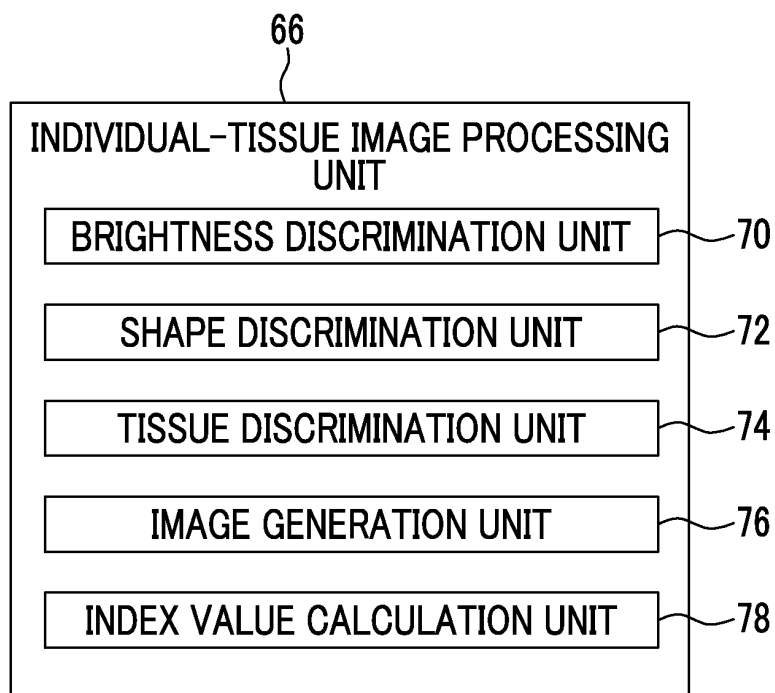 66
INDIVIDUAL-TISSUE IMAGE PROCESSING
UNIT
BRIGHTNESS DISCRIMINATION UNIT
70
SHAPE DISCRIMINATION UNIT
72
TISSUE DISCRIMINATION UNIT
74
IMAGE GENERATION UNIT
76
INDEX VALUE CALCULATION UNIT
78